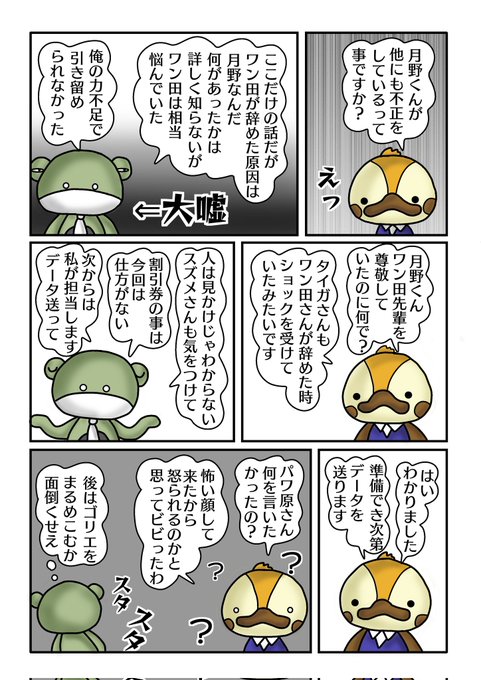 月野くんが
他にも不正を
しているって
事ですか？
えっ
ここだけの話だが
ワン田が辞めた原因は
月野なんだ
何があったかは
詳しく知らないが
ワン田は相当
悩んでいた
俺の力不足で
引き留め
られなかった
←大嘘
月野くん
ワン田先輩を
尊敬して
いたのに何で？
タイガさんも
ワン田さんが辞めた時
ショックを受けて
いたみたいです
人は見かけじゃわからない
スズメさんも気をつけて
割引券の事は
今回は
仕方がない
次からは
私が担当します
データ送って
はい
わかりました
準備でき次第
データを
送ります
パワ原さん
何を言いた
かったの？
怖い顔して
来たから
怒られるのかと
思ってビビったわ
？
？
？
スタ
スタ
後はゴリエを
まるめこむか
面倒くせえ